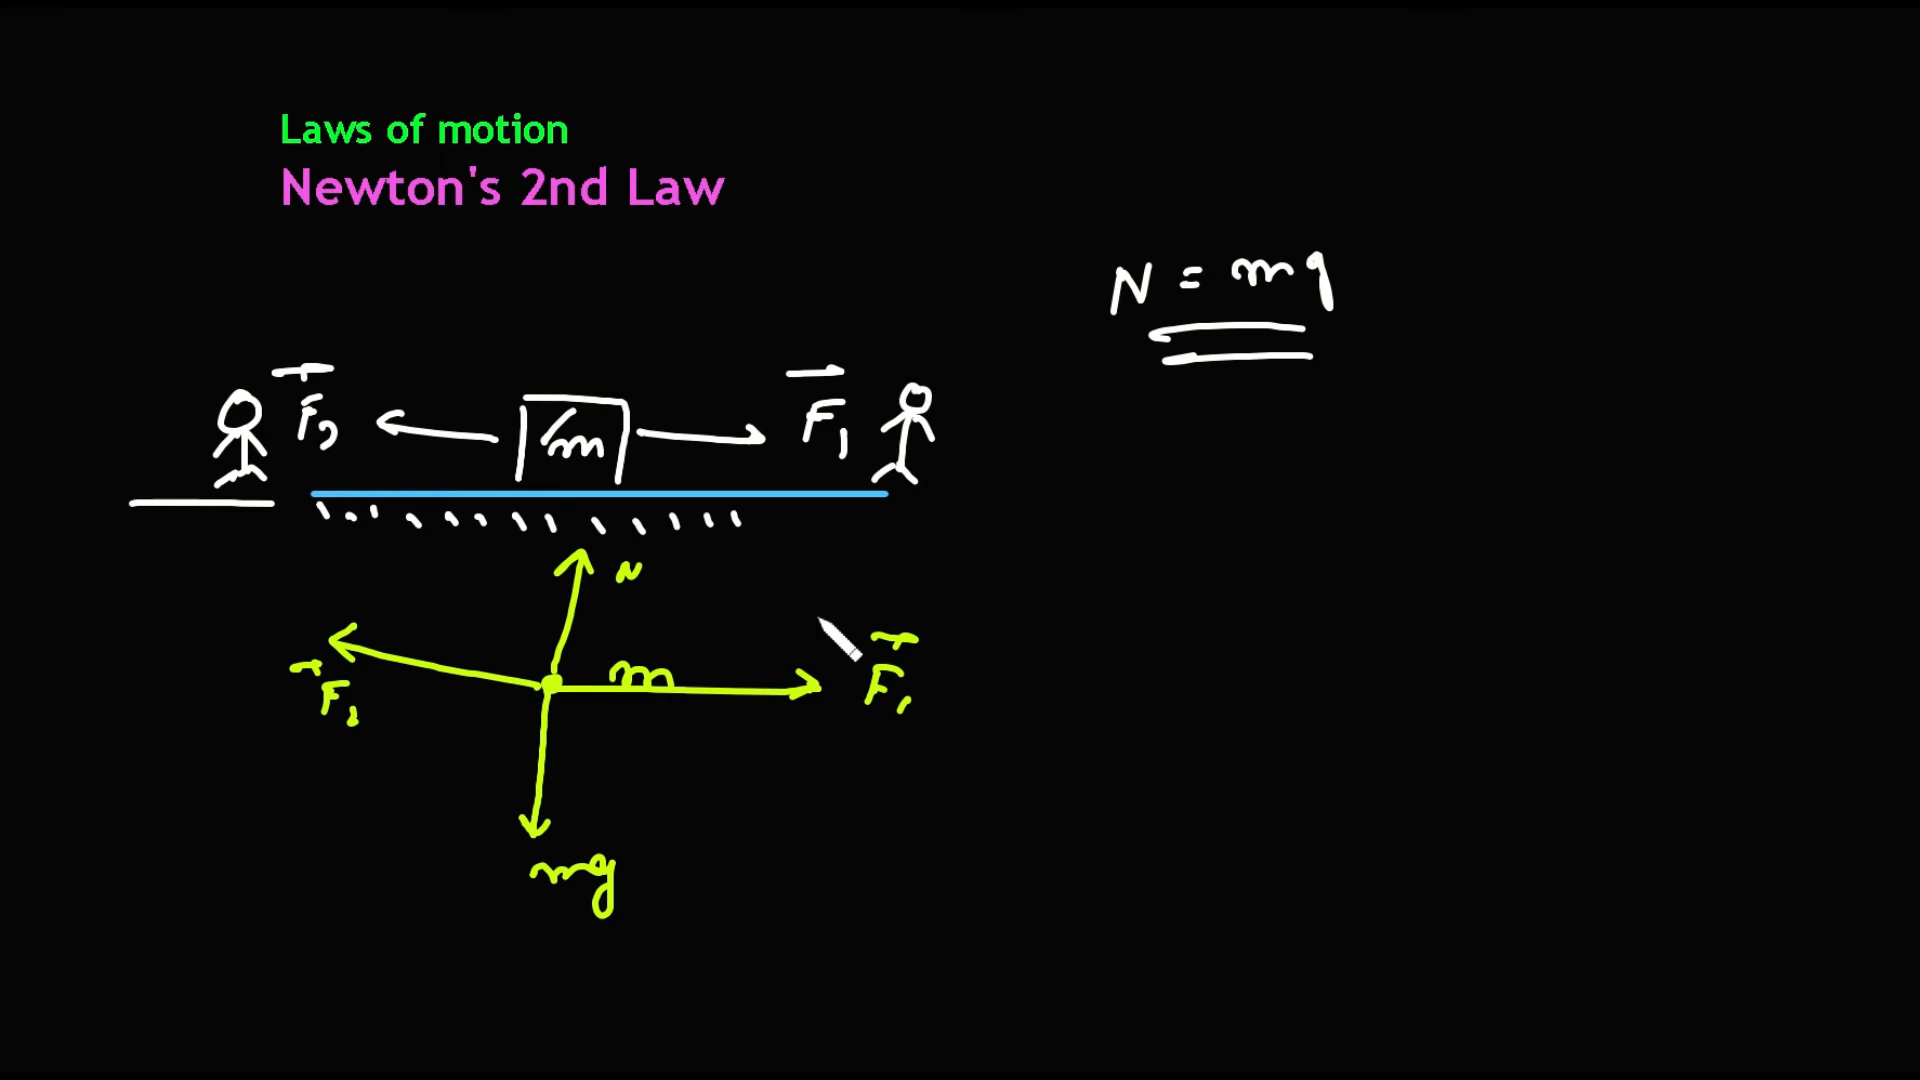 Laws of motion
Newton's 2nd Law
N = mg
F₂ m F₁
N
F₂ m F₁
mg